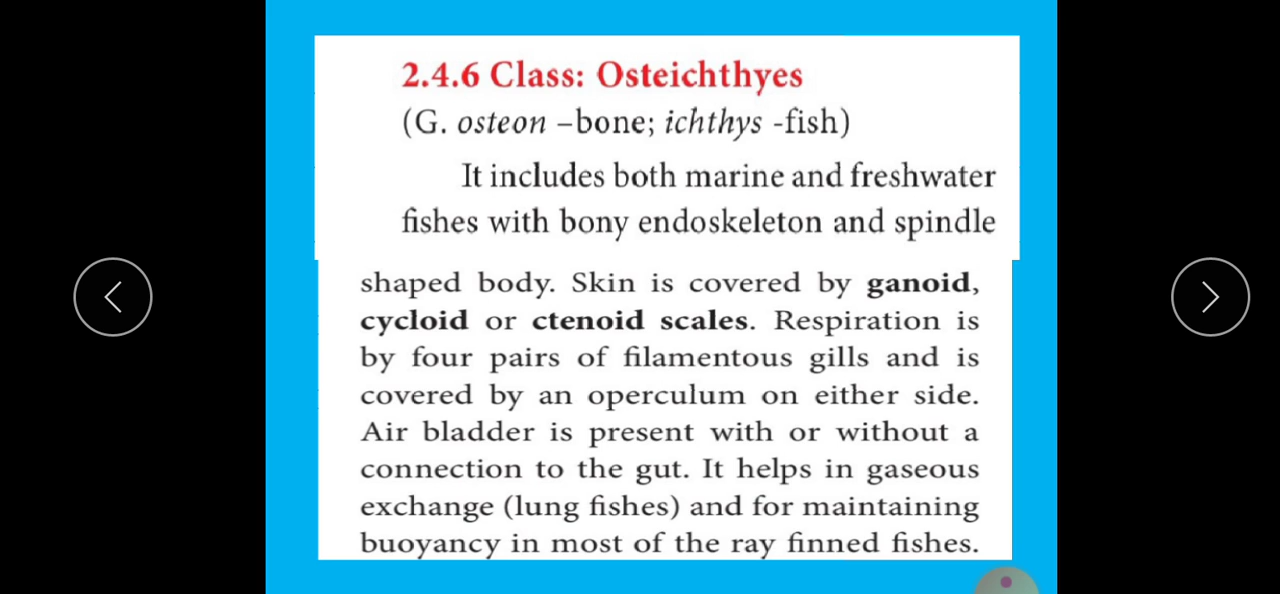 2.4.6 Class: Osteichthyes
(G. osteon –bone; ichthys -fish)
It includes both marine and freshwater
fishes with bony endoskeleton and spindle
shaped body. Skin is covered by ganoid,
cycloid or ctenoid scales. Respiration is
by four pairs of filamentous gills and is
covered by an operculum on either side.
Air bladder is present with or without a
connection to the gut. It helps in gaseous
exchange (lung fishes) and for maintaining
buoyancy in most of the ray finned fishes.